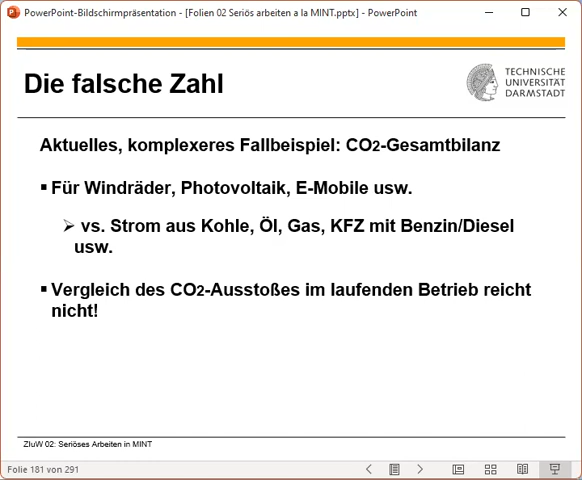 PowerPoint-Bildschirmpräsentation - [Folien 02 Seriös arbeiten a la MINT.pptx] - PowerPoint
Die falsche Zahl
TECHNISCHE
UNIVERSITÄT
DARMSTADT
Aktuelles, komplexeres Fallbeispiel: CO2-Gesamtbilanz
▪ Für Windräder, Photovoltaik, E-Mobile usw.
➢ vs. Strom aus Kohle, Öl, Gas, KFZ mit Benzin/Diesel
usw.
▪ Vergleich des CO2-Ausstoßes im laufenden Betrieb reicht
nicht!
ZIuW 02: Seriöses Arbeiten in MINT
Folie 181 von 291